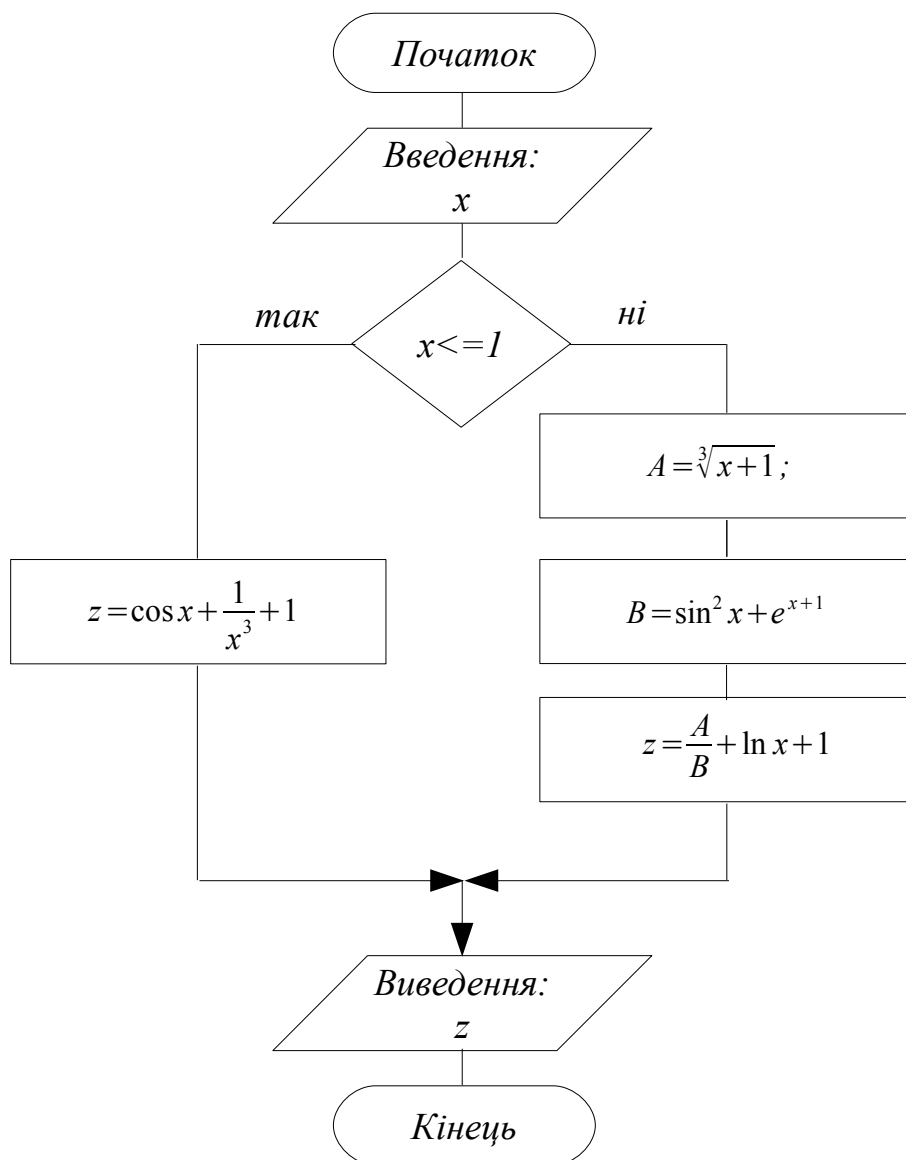 Початок
Введення:
x
так
ні
x<=1
A=∛(x+1);
z=cos x+1/x³+1
B=sin² x+e^(x+1)
z=A/B+ln x+1
Виведення:
z
Кінець